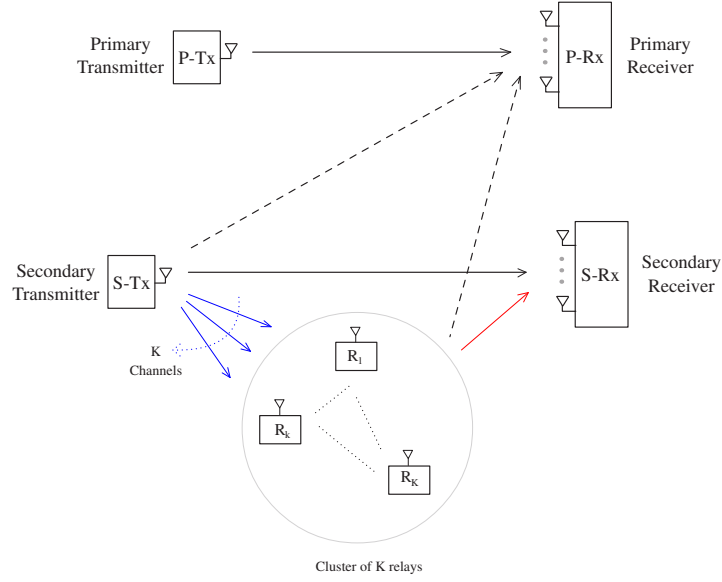 Primary
Transmitter
P-Tx
P-Rx
Primary
Receiver
Secondary
Transmitter
S-Tx
S-Rx
Secondary
Receiver
K
Channels
R1
Rk
RK
Cluster of K relays